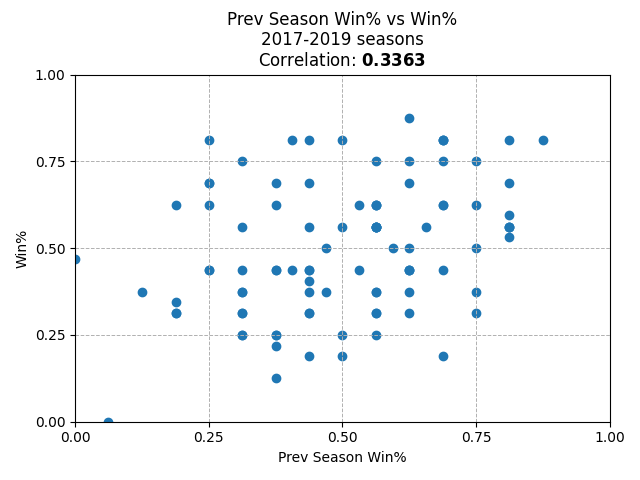 Prev Season Win% vs Win%
2017-2019 seasons
Correlation: 0.3363
1.00
0.75
0.50
0.25
0.00
Win%
0.00 0.25 0.50 0.75 1.00
Prev Season Win%